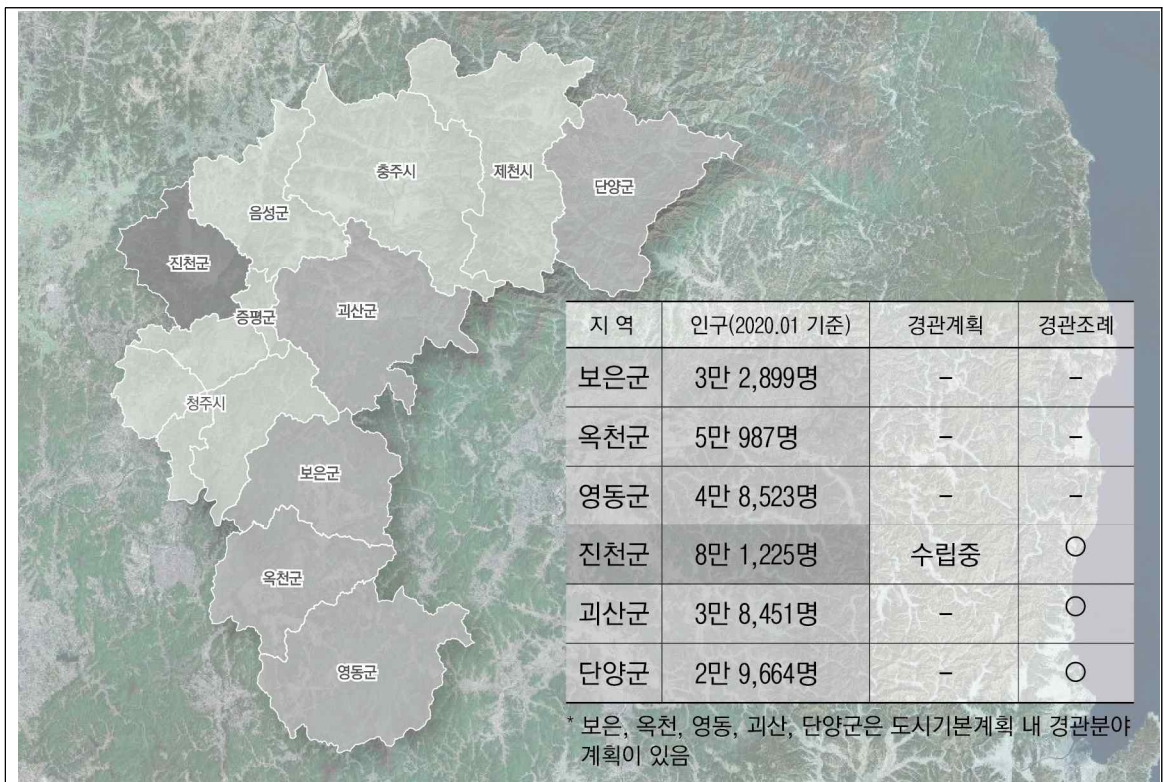 충주시
제천시
단양군
음성군
진천군
증평군
괴산군
청주시
보은군
옥천군
영동군
지 역 인구(2020.01 기준) 경관계획 경관조례
보은군 3만 2,899명 - -
옥천군 5만 987명 - -
영동군 4만 8,523명 - -
진천군 8만 1,225명 수립중 ○
괴산군 3만 8,451명 - ○
단양군 2만 9,664명 - ○
* 보은, 옥천, 영동, 괴산, 단양군은 도시기본계획 내 경관분야
계획이 있음